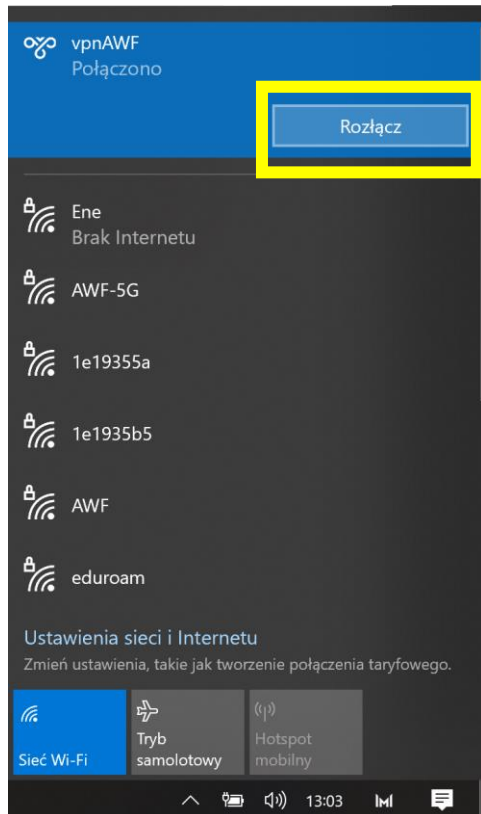 vpnAWF
Połączono
Rozłącz
Ene
Brak Internetu
AWF-5G
1e19355a
1e1935b5
AWF
eduroam
Ustawienia sieci i Internetu
Zmień ustawienia, takie jak tworzenie połączenia taryfowego.
Sieć Wi-Fi
Tryb
samolotowy
Hotspot
mobilny
13:03